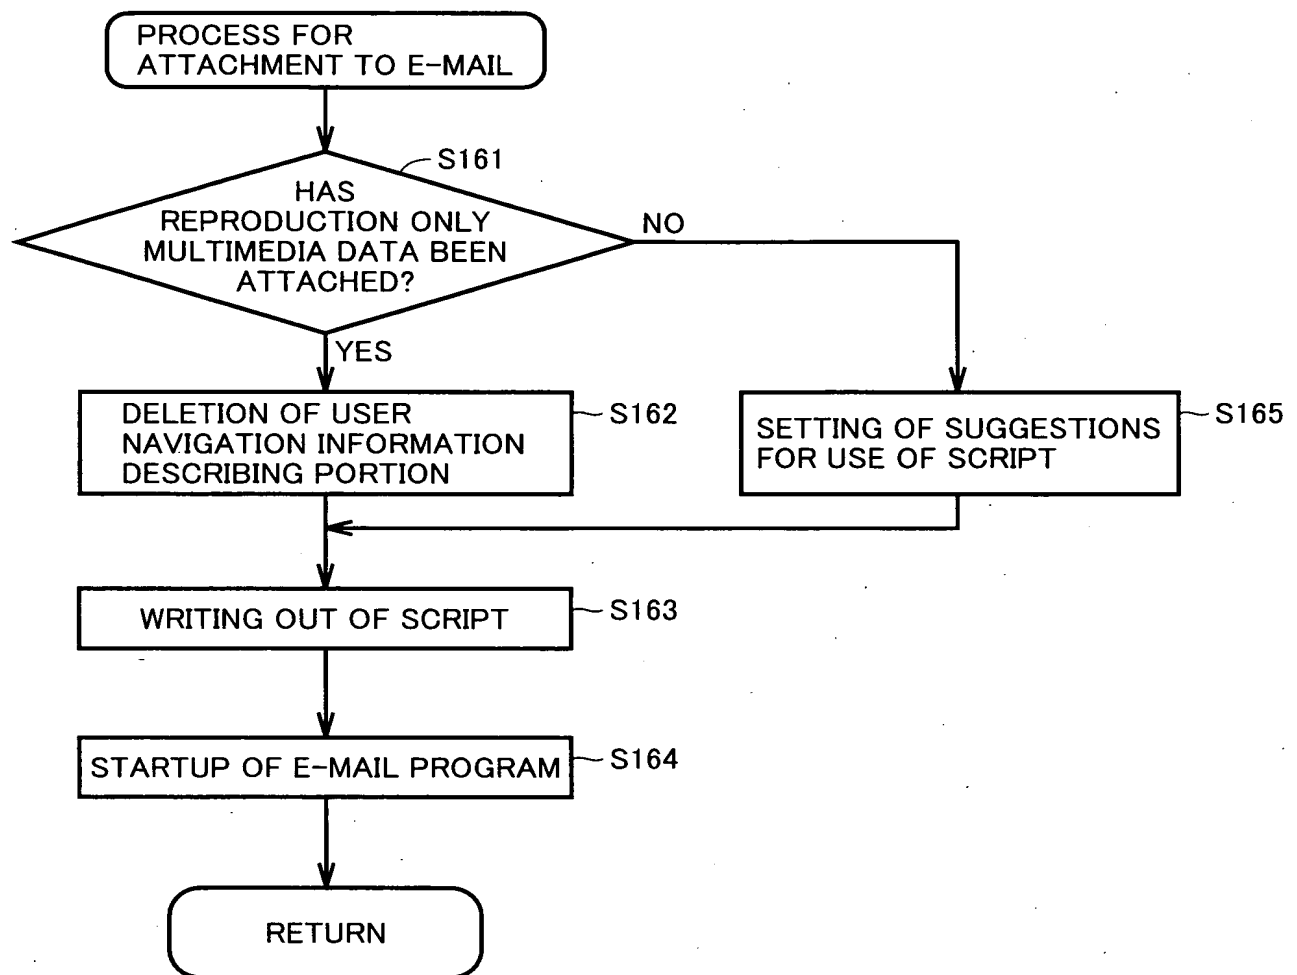 PROCESS FOR
ATTACHMENT TO E-MAIL
S161
HAS
REPRODUCTION ONLY
MULTIMEDIA DATA BEEN
ATTACHED?
NO
YES
DELETION OF USER
NAVIGATION INFORMATION
DESCRIBING PORTION
S162
SETTING OF SUGGESTIONS
FOR USE OF SCRIPT
S165
WRITING OUT OF SCRIPT
S163
STARTUP OF E-MAIL PROGRAM
S164
RETURN